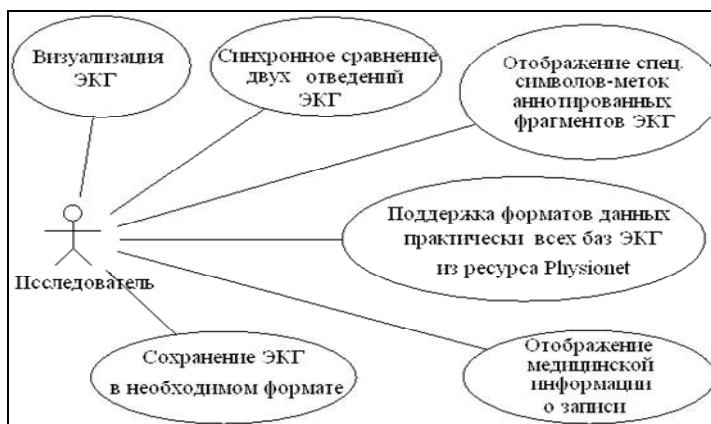 Визуализация
ЭКГ
Синхронное сравнение
двух отведений
ЭКГ
Отображение спец.
символов-меток
аннотированных
фрагментов ЭКГ
Поддержка форматов данных
практически всех баз ЭКГ
из ресурса Physionet
Исследователь
Сохранение ЭКГ
в необходимом формате
Отображение
медицинской
информации
о записи